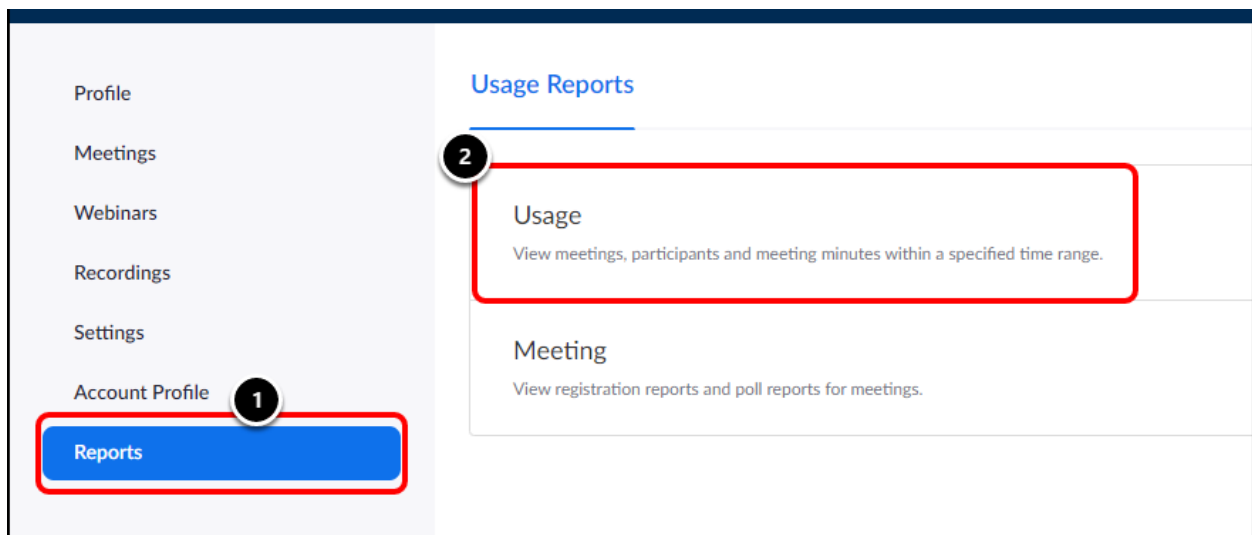 Profile
Meetings
Webinars
Recordings
Settings
Account Profile
1
Reports
Usage Reports
2
Usage
View meetings, participants and meeting minutes within a specified time range.
Meeting
View registration reports and poll reports for meetings.